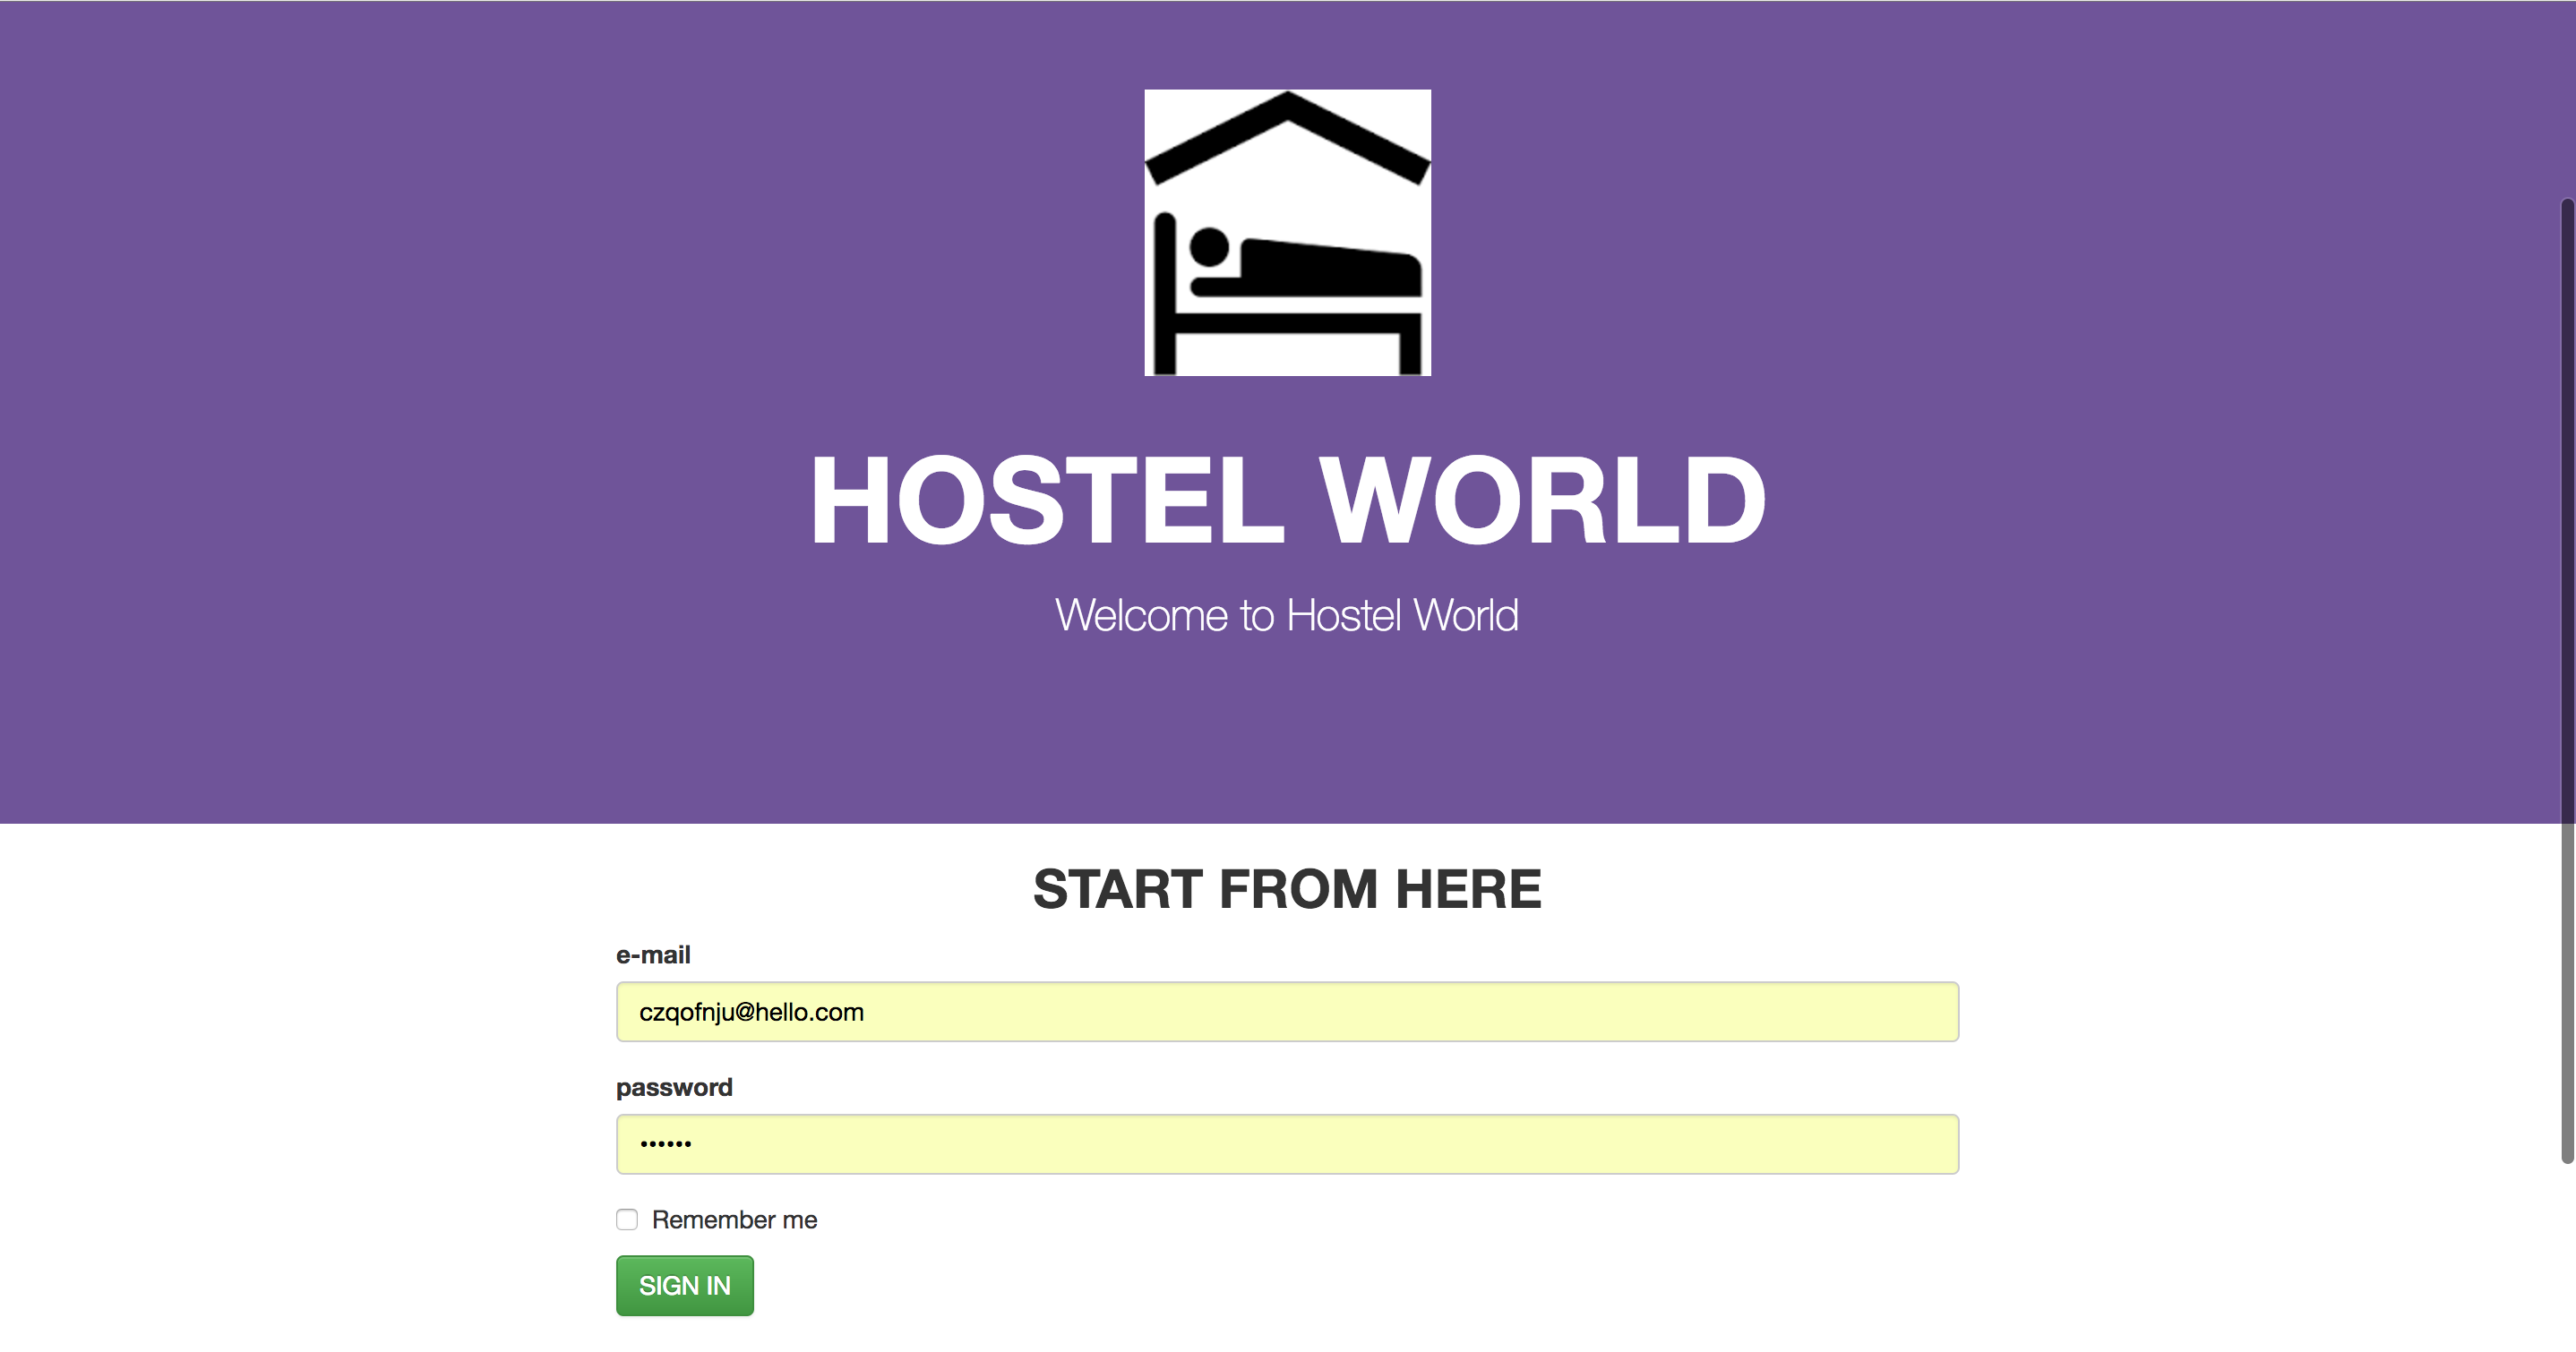 HOSTEL WORLD
Welcome to Hostel World
START FROM HERE
e-mail
czqofnju@hello.com
password
••••••
Remember me
SIGN IN